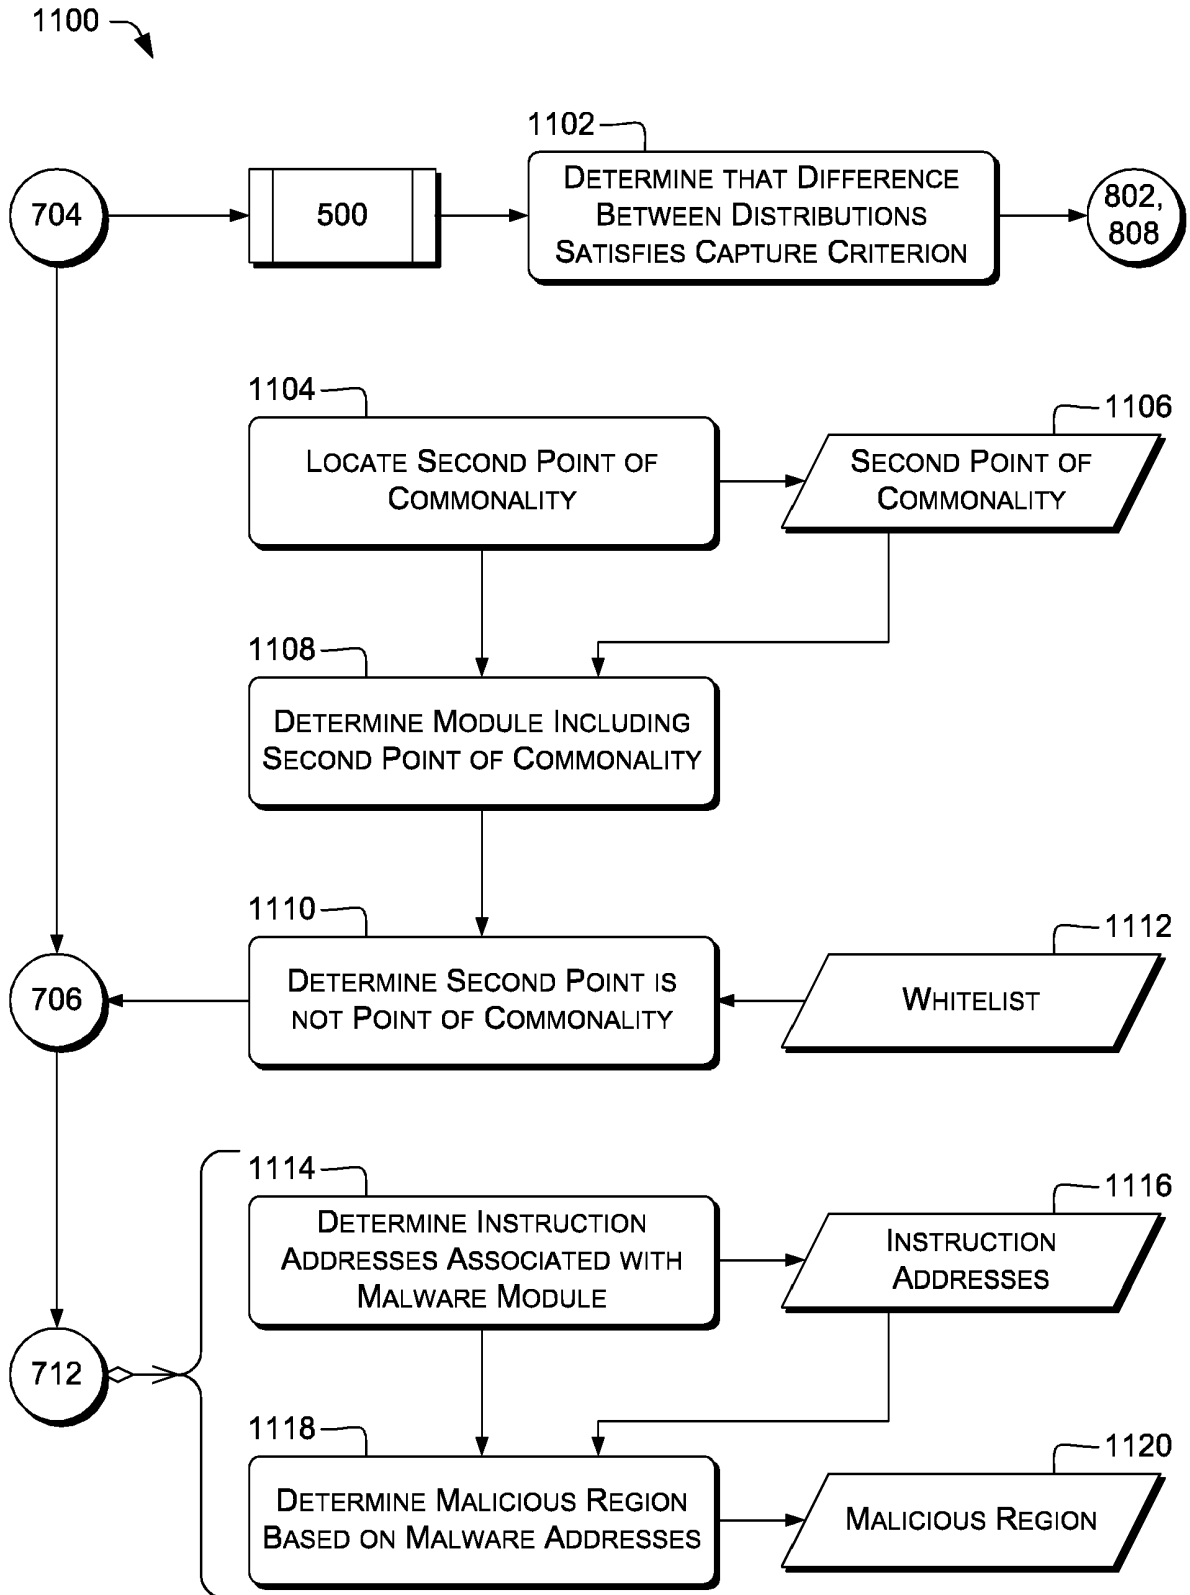 1100
1102
704
500
DETERMINE THAT DIFFERENCE
BETWEEN DISTRIBUTIONS
SATISFIES CAPTURE CRITERION
802,
808
1104
LOCATE SECOND POINT OF
COMMONALITY
1106
SECOND POINT OF
COMMONALITY
1108
DETERMINE MODULE INCLUDING
SECOND POINT OF COMMONALITY
1110
706
DETERMINE SECOND POINT IS
NOT POINT OF COMMONALITY
1112
WHITELIST
1114
DETERMINE INSTRUCTION
ADDRESSES ASSOCIATED WITH
MALWARE MODULE
1116
INSTRUCTION
ADDRESSES
712
1118
DETERMINE MALICIOUS REGION
BASED ON MALWARE ADDRESSES
1120
MALICIOUS REGION